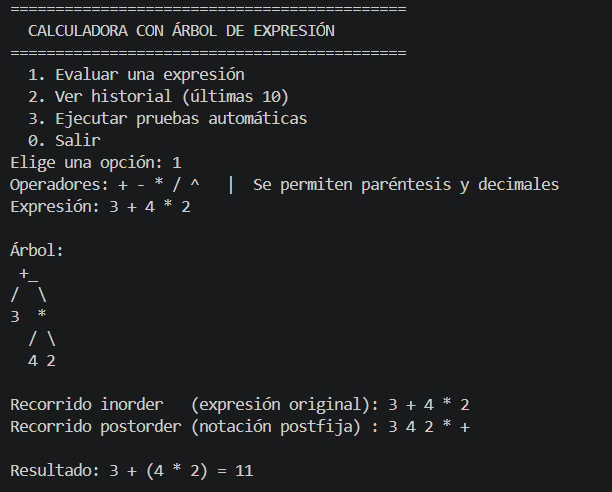 ============================================
  CALCULADORA CON ÁRBOL DE EXPRESIÓN
============================================
  1. Evaluar una expresión
  2. Ver historial (últimas 10)
  3. Ejecutar pruebas automáticas
  0. Salir
Elige una opción: 1
Operadores: + - * / ^   |  Se permiten paréntesis y decimales
Expresión: 3 + 4 * 2

Árbol:
 +_
/  \
3  *
  / \
  4 2

Recorrido inorder   (expresión original): 3 + 4 * 2
Recorrido postorder (notación postfija) : 3 4 2 * +

Resultado: 3 + (4 * 2) = 11